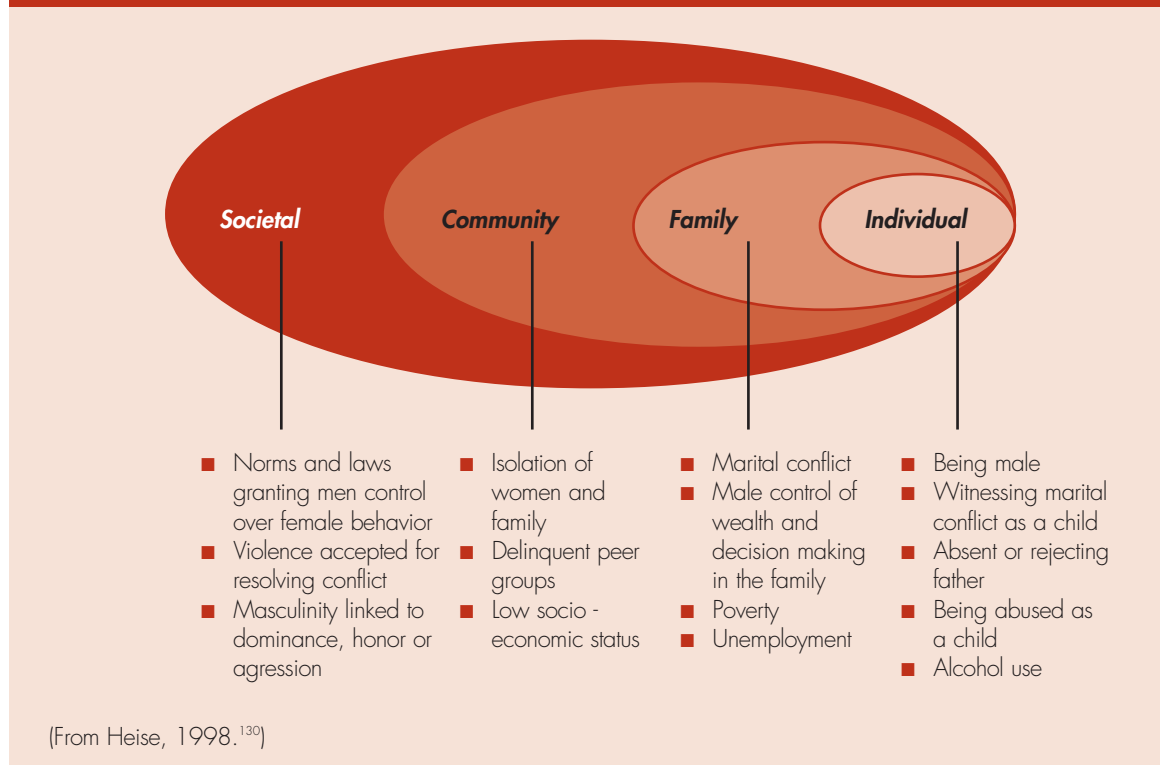 Societal
Community
Family
Individual
■ Norms and laws
granting men control
over female behavior
■ Violence accepted for
resolving conflict
■ Masculinity linked to
dominance, honor or
agression
■ Isolation of
women and
family
■ Delinquent peer
groups
■ Low socio -
economic status
■ Marital conflict
■ Male control of
wealth and
decision making
in the family
■ Poverty
■ Unemployment
■ Being male
■ Witnessing marital
conflict as a child
■ Absent or rejecting
father
■ Being abused as
a child
■ Alcohol use
(From Heise, 1998.¹³⁰)